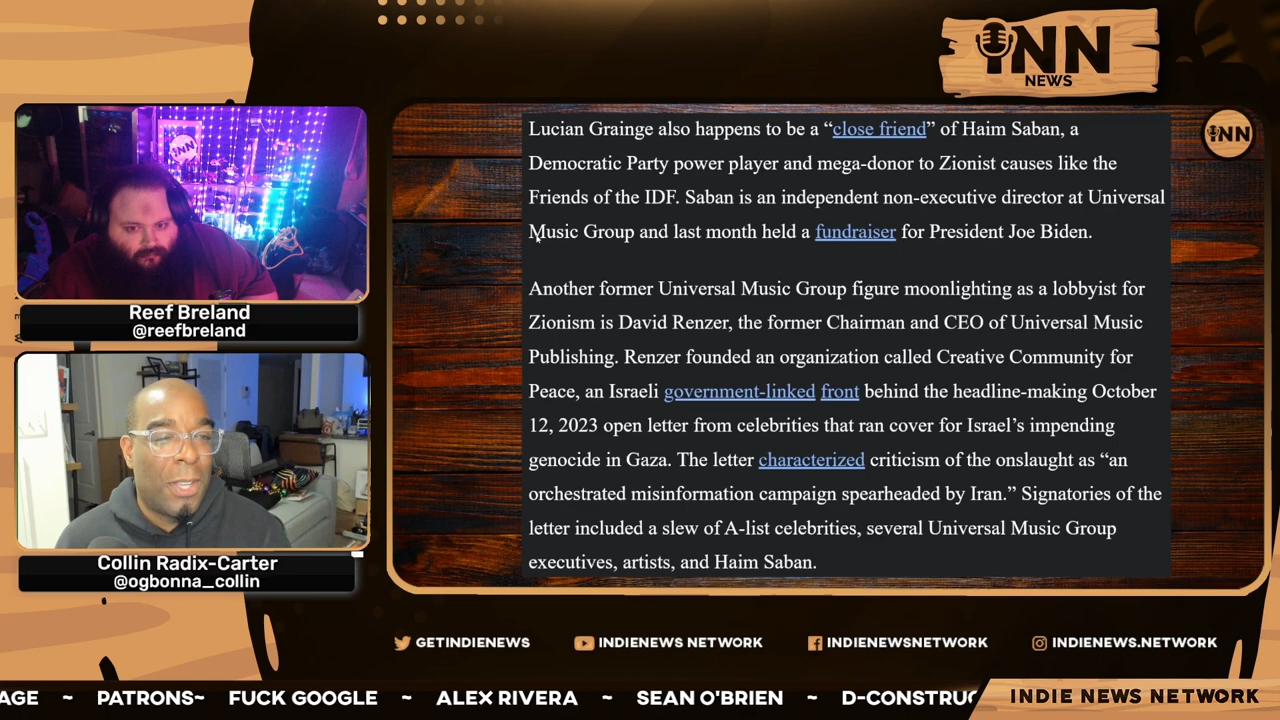 iNN
NEWS
iNN
Lucian Grainge also happens to be a “close friend” of Haim Saban, a
Democratic Party power player and mega-donor to Zionist causes like the
Friends of the IDF. Saban is an independent non-executive director at Universal
Music Group and last month held a fundraiser for President Joe Biden.
Another former Universal Music Group figure moonlighting as a lobbyist for
Zionism is David Renzer, the former Chairman and CEO of Universal Music
Publishing. Renzer founded an organization called Creative Community for
Peace, an Israeli government-linked front behind the headline-making October
12, 2023 open letter from celebrities that ran cover for Israel’s impending
genocide in Gaza. The letter characterized criticism of the onslaught as “an
orchestrated misinformation campaign spearheaded by Iran.” Signatories of the
letter included a slew of A-list celebrities, several Universal Music Group
executives, artists, and Haim Saban.
iNN
Reef Breland
@reefbreland
Collin Radix-Carter
@ogbonna_collin
GETINDIENEWS
INDIENEWS NETWORK
INDIENEWSNETWORK
INDIENEWS.NETWORK
AGE ~ PATRONS~ FUCK GOOGLE ~ ALEX RIVERA ~ SEAN O'BRIEN ~ D-CONSTRUC
INDIE NEWS NETWORK